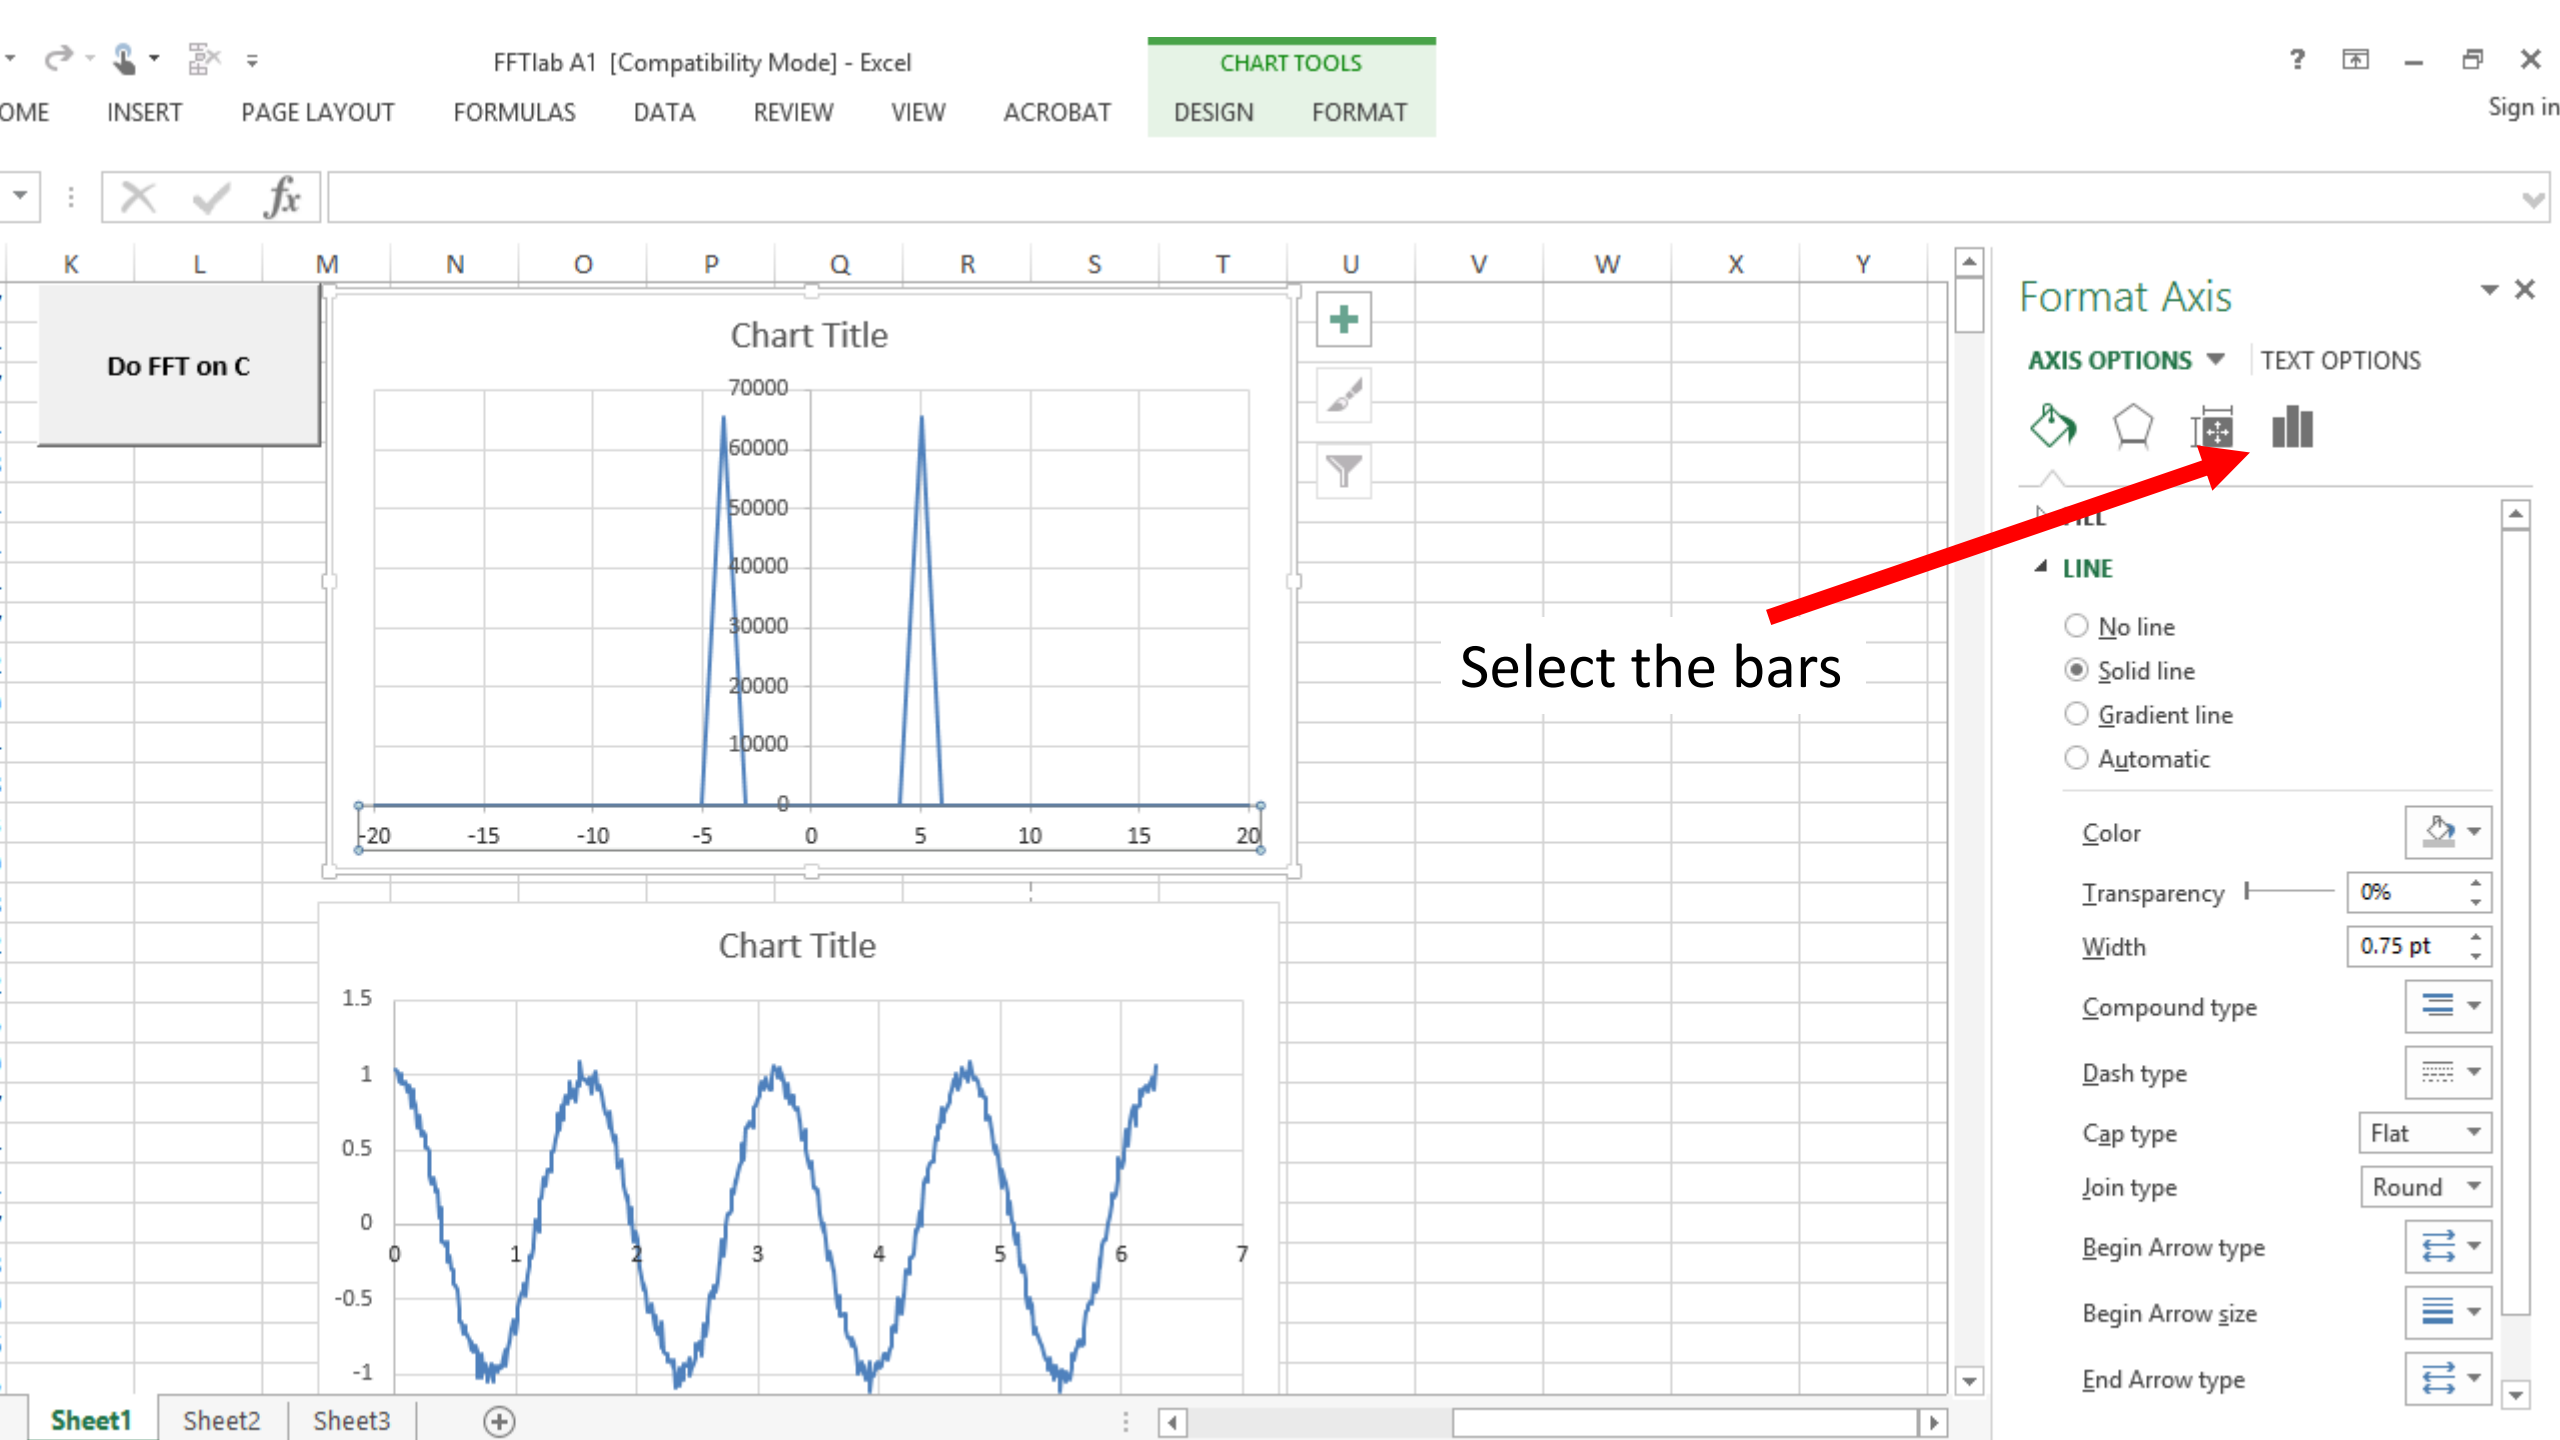 FFTlab A1 [Compatibility Mode] - Excel
CHART TOOLS
?
OME INSERT PAGE LAYOUT FORMULAS DATA REVIEW VIEW ACROBAT DESIGN FORMAT
Sign in
fx
K L M N O P Q R S T U V W X Y
Do FFT on C
Chart Title
70000
60000
50000
40000
30000
20000
10000
0
-20 -15 -10 -5 0 5 10 15 20
Chart Title
1.5
1
0.5
0
0 1 2 3 4 5 6 7
-0.5
-1
Select the bars
Format Axis
AXIS OPTIONS TEXT OPTIONS
LINE
No line
Solid line
Gradient line
Automatic
Color
Transparency 0%
Width 0.75 pt
Compound type
Dash type
Cap type Flat
Join type Round
Begin Arrow type
Begin Arrow size
End Arrow type
Sheet1 Sheet2 Sheet3